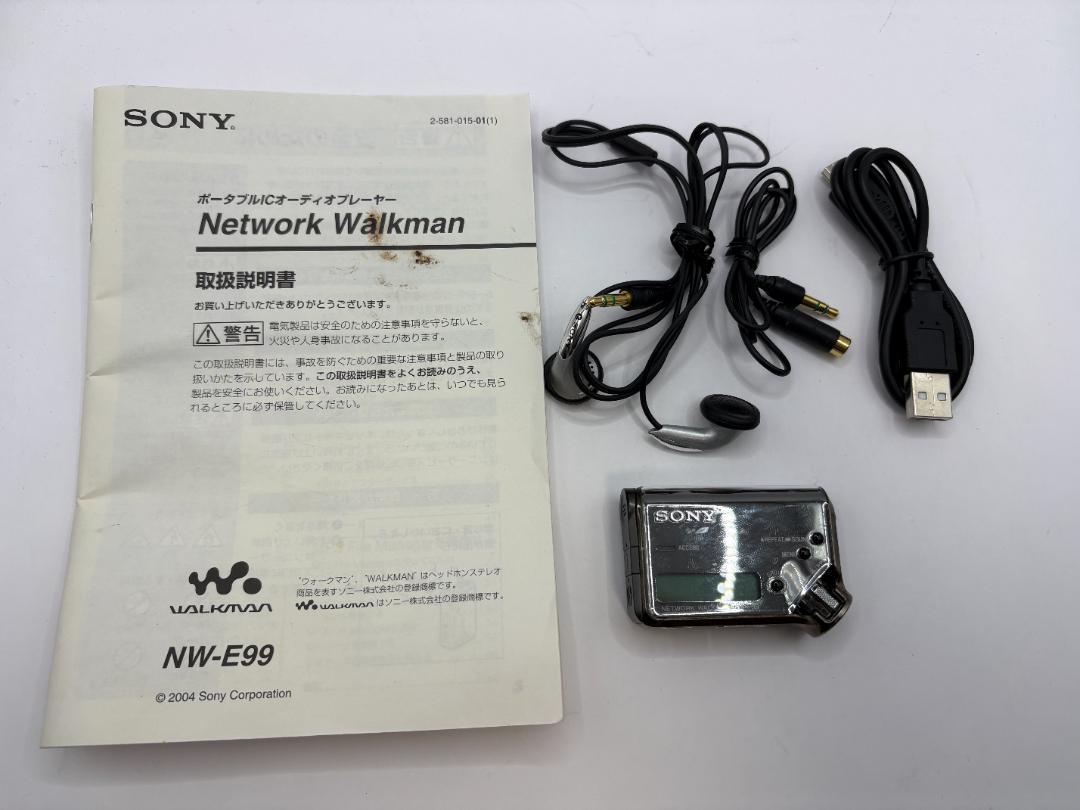 SONY®
2-581-015-01(1)
ポータブルICオーディオプレーヤー
Network Walkman
取扱説明書
お買い上げいただきありがとうございます。
警告
電気製品は安全のための注意事項を守らないと、
火災や人身事故になることがあります。
この取扱説明書には、事故を防ぐための重要な注意事項と製品の取り
扱いかたを示しています。この取扱説明書をよくお読みのうえ、
製品を安全にお使いください。お読みになったあとは、いつでも見ら
れるところに必ず保管してください。
WALKMAN
"ウォークマン"、"WALKMAN" はヘッドホンステレオ
商品を表すソニー株式会社の登録商標です。
WALKMAN はソニー株式会社の登録商標です。
NW-E99
© 2004 Sony Corporation
SONY
REPEAT
ACCESS
MENU
NETWORK